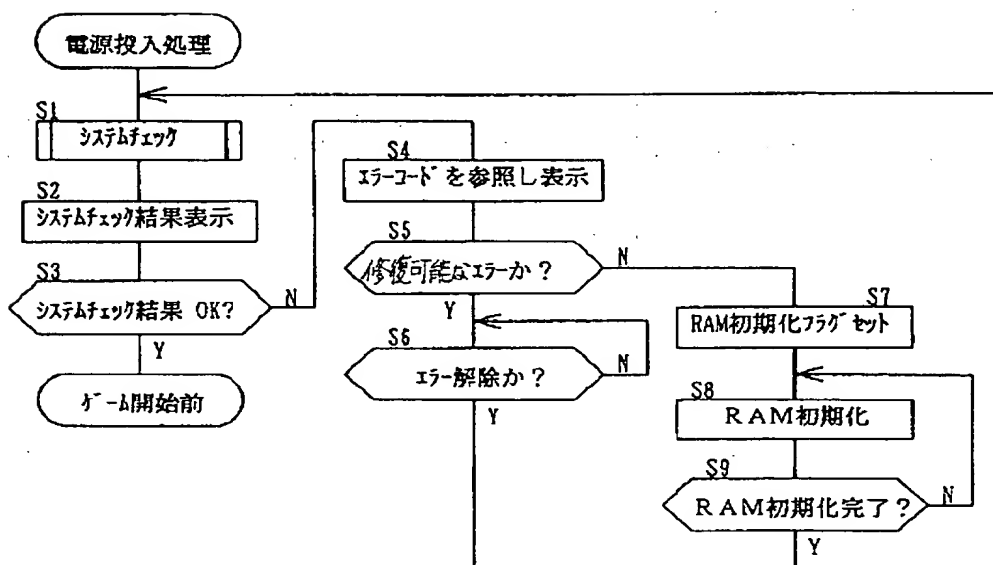 電源投入処理
S1
システムチェック
S2
システムチェック結果表示
S3
システムチェック結果 OK?
N
Y
ゲーム開始前
S4
エラーコードを参照し表示
S5
修復可能なエラーか?
N
Y
S6
エラー解除か?
N
Y
S7
RAM初期化フラグセット
S8
RAM初期化
S9
RAM初期化完了?
N
Y